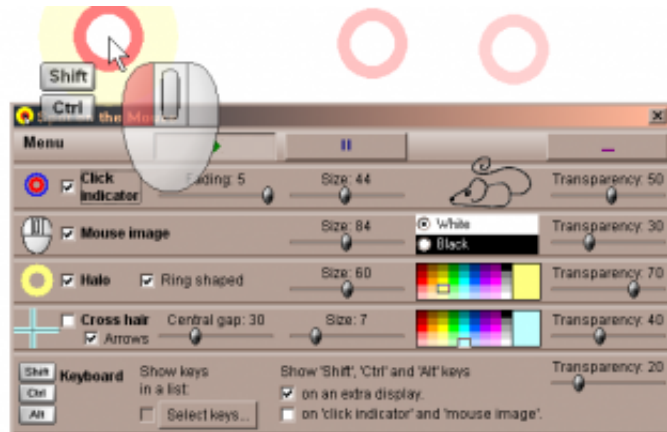 Shift
Ctrl
the Mouse
Menu
Click indicator Fading: 5 Size: 44 Transparency: 50
Mouse image Size: 84 White Black Transparency: 30
Halo Ring shaped Size: 60 Transparency: 70
Cross hair Central gap: 30 Size: 7 Transparency: 40
Arrows
Shift Ctrl Alt Keyboard
Show keys in a list:
Select keys...
Show 'Shift', 'Ctrl' and 'Alt' keys Transparency: 20
on an extra display.
on 'click indicator' and 'mouse image'.